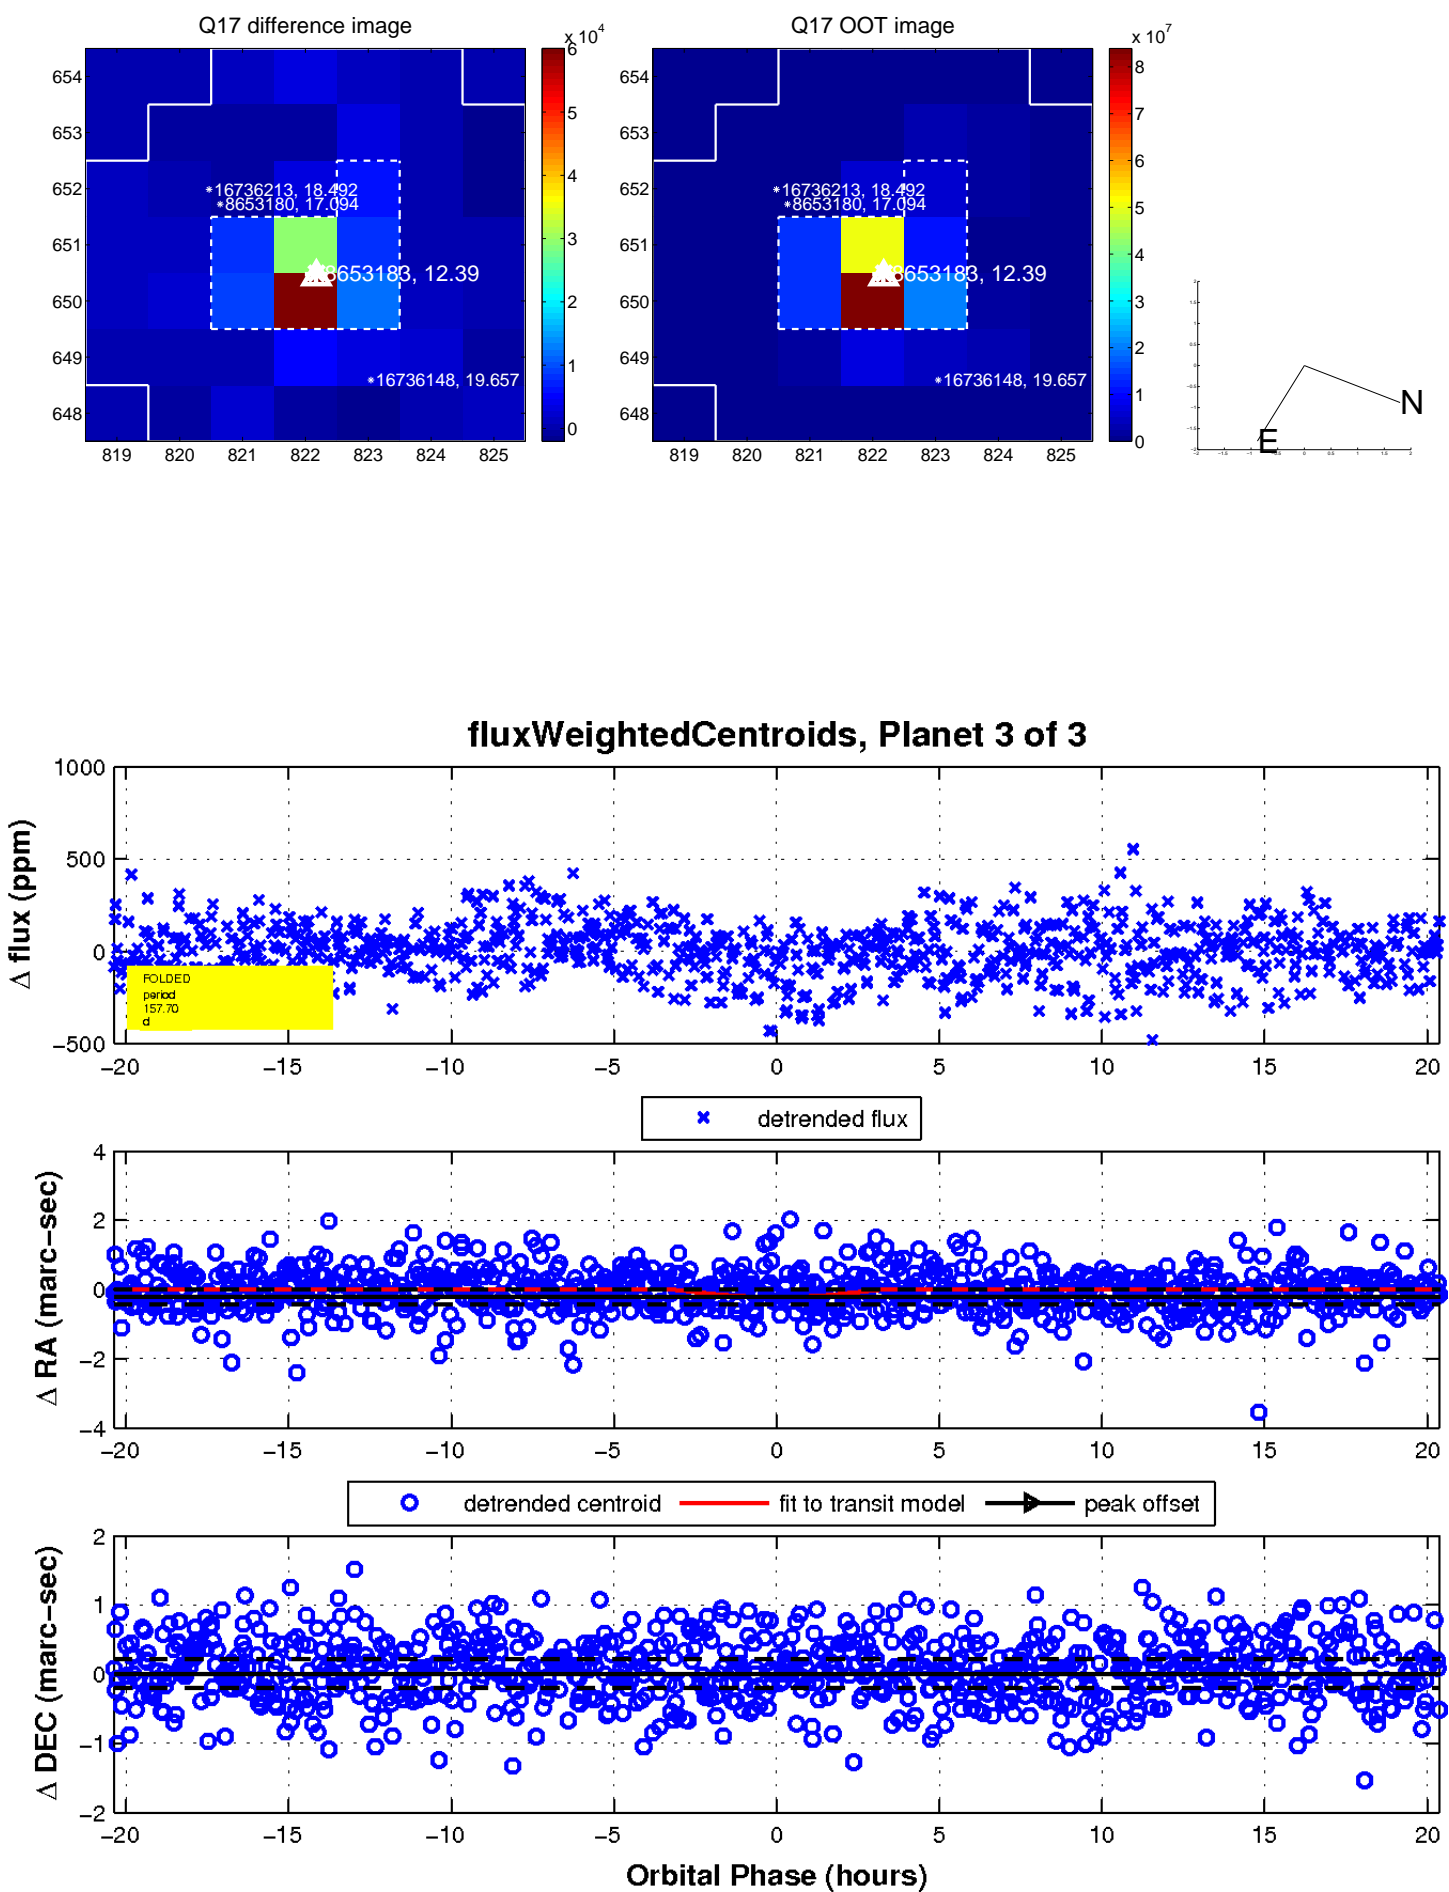 Q17 difference image
Q17 OOT image
x 10^4
x 10^7
654
653
652
651
650
649
648
819 820 821 822 823 824 825
16736213, 18.492
8653180, 17.094
8653183, 12.39
16736148, 19.657
6
5
4
3
2
1
0
654
653
652
651
650
649
648
819 820 821 822 823 824 825
16736213, 18.492
8653180, 17.094
8653183, 12.39
16736148, 19.657
8
7
6
5
4
3
2
1
0
N
E
fluxWeightedCentroids, Planet 3 of 3
Δ flux (ppm)
1000
500
0
−500
FOLDED
period
157.70
d
−20 −15 −10 −5 0 5 10 15 20
detrended flux
Δ RA (marc−sec)
4
2
0
−2
−4
−20 −15 −10 −5 0 5 10 15 20
detrended centroid fit to transit model peak offset
Δ DEC (marc−sec)
2
1
0
−1
−2
−20 −15 −10 −5 0 5 10 15 20
Orbital Phase (hours)